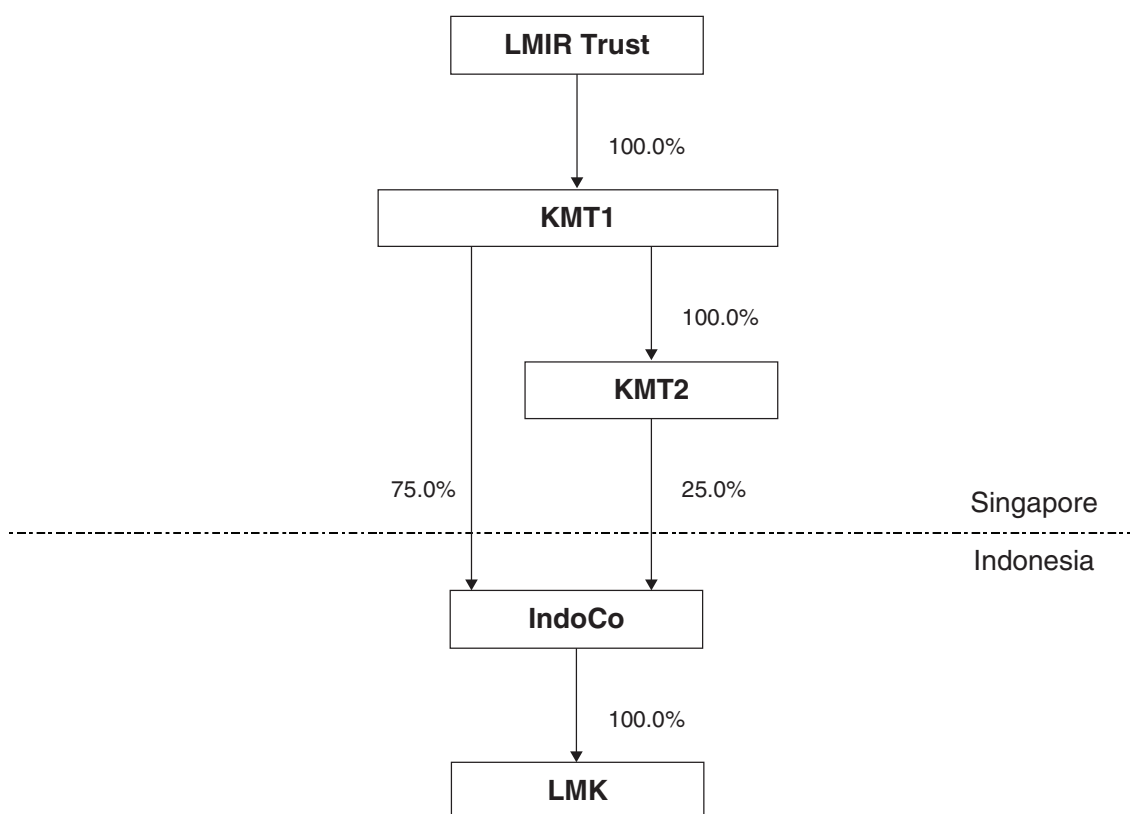 LMIR Trust
100.0%
KMT1
100.0%
KMT2
75.0%
25.0%
Singapore
Indonesia
IndoCo
100.0%
LMK